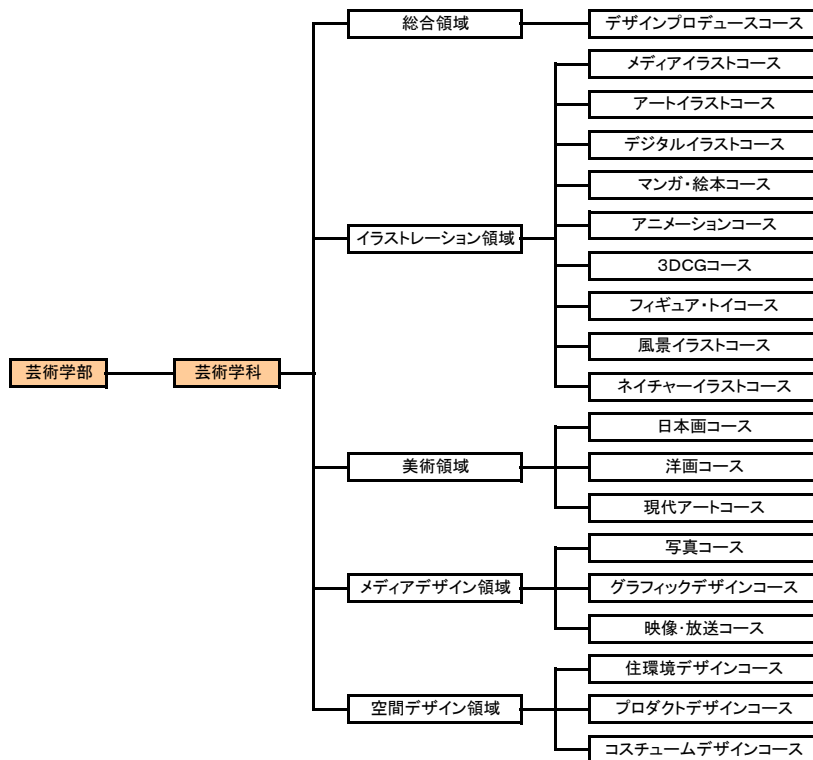 芸術学部
芸術学科
総合領域
デザインプロデュースコース
イラストレーション領域
メディアイラストコース
アートイラストコース
デジタルイラストコース
マンガ・絵本コース
アニメーションコース
3DCGコース
フィギュア・トイコース
風景イラストコース
ネイチャーイラストコース
美術領域
日本画コース
洋画コース
現代アートコース
メディアデザイン領域
写真コース
グラフィックデザインコース
映像・放送コース
空間デザイン領域
住環境デザインコース
プロダクトデザインコース
コスチュームデザインコース